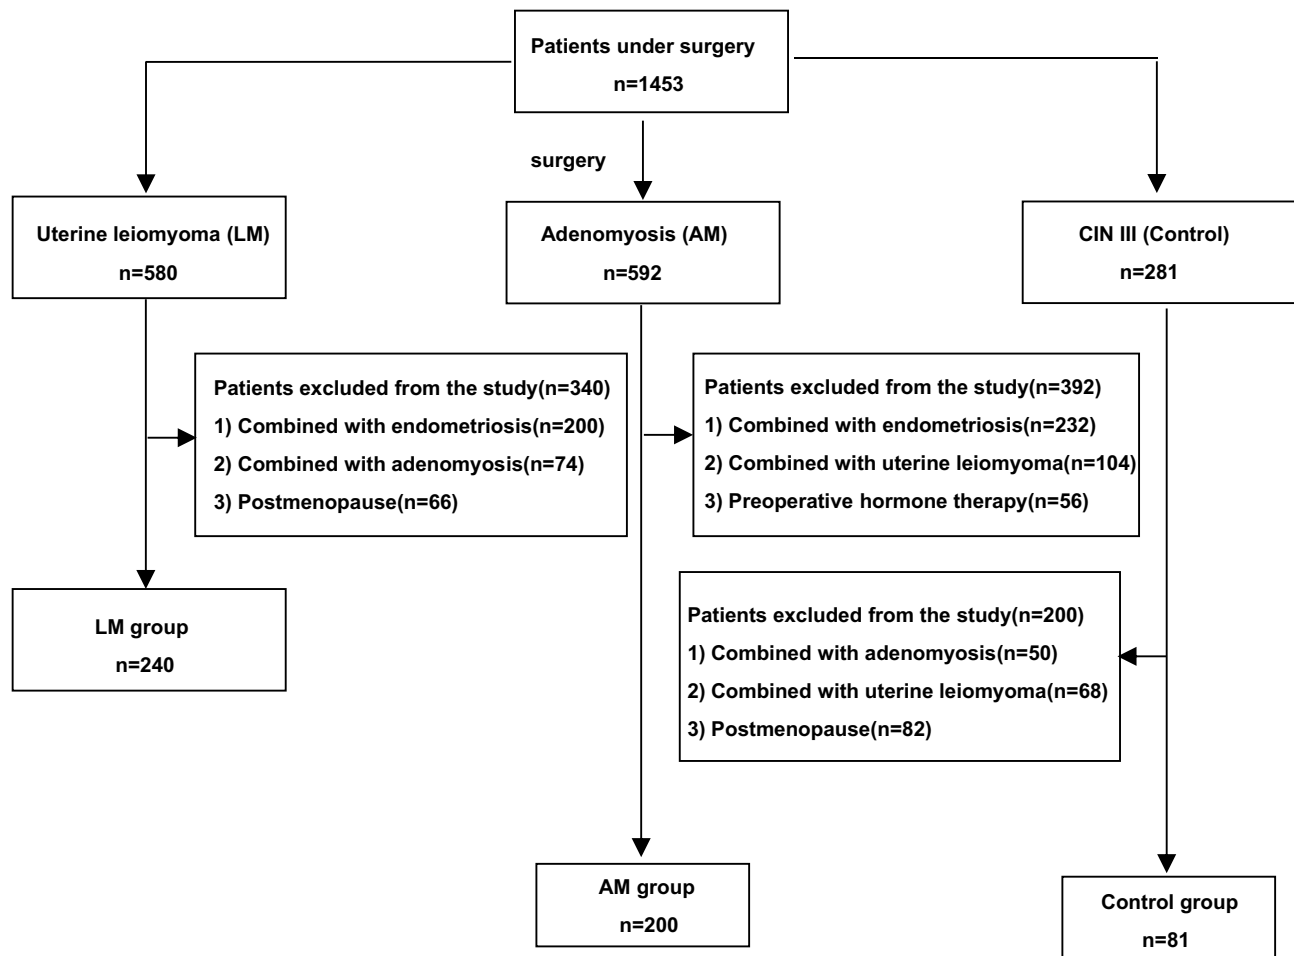 Patients under surgery
n=1453
surgery
Uterine leiomyoma (LM)
n=580
Adenomyosis (AM)
n=592
CIN III (Control)
n=281
Patients excluded from the study(n=340)
1) Combined with endometriosis(n=200)
2) Combined with adenomyosis(n=74)
3) Postmenopause(n=66)
Patients excluded from the study(n=392)
1) Combined with endometriosis(n=232)
2) Combined with uterine leiomyoma(n=104)
3) Preoperative hormone therapy(n=56)
LM group
n=240
Patients excluded from the study(n=200)
1) Combined with adenomyosis(n=50)
2) Combined with uterine leiomyoma(n=68)
3) Postmenopause(n=82)
AM group
n=200
Control group
n=81